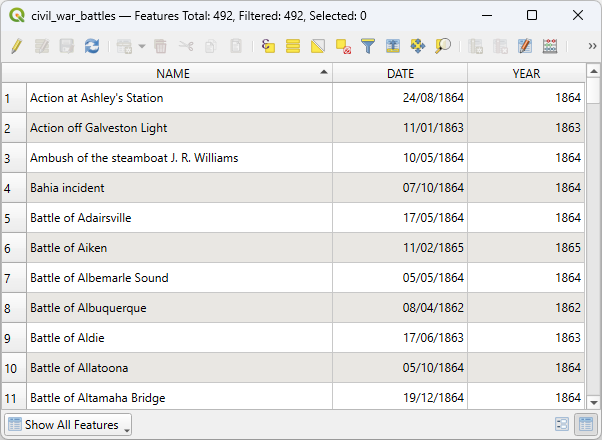 civil_war_battles — Features Total: 492, Filtered: 492, Selected: 0
NAME DATE YEAR
1 Action at Ashley's Station 24/08/1864 1864
2 Action off Galveston Light 11/01/1863 1863
3 Ambush of the steamboat J. R. Williams 10/05/1864 1864
4 Bahia incident 07/10/1864 1864
5 Battle of Adairsville 17/05/1864 1864
6 Battle of Aiken 11/02/1865 1865
7 Battle of Albemarle Sound 05/05/1864 1864
8 Battle of Albuquerque 08/04/1862 1862
9 Battle of Aldie 17/06/1863 1863
10 Battle of Allatoona 05/10/1864 1864
11 Battle of Altamaha Bridge 19/12/1864 1864
Show All Features